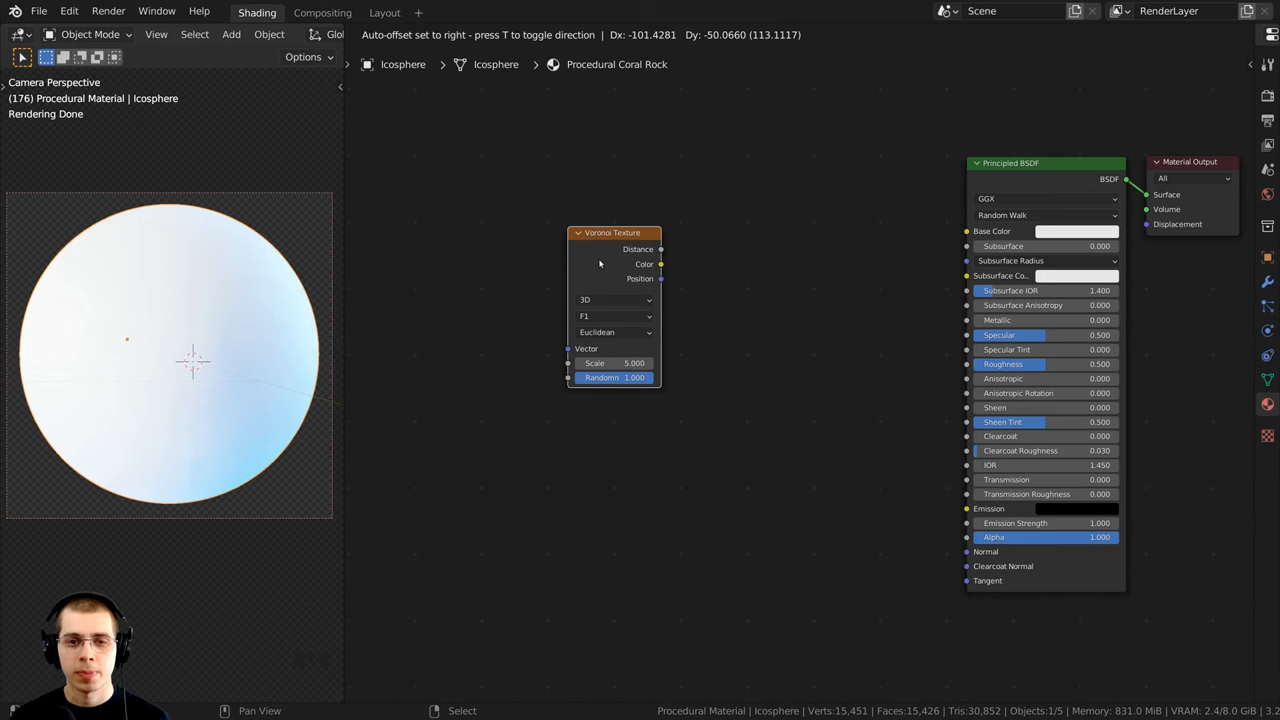 File Edit Render Window Help Shading Compositing Layout + Scene RenderLayer
Object Mode View Select Add Object Glol
Auto-offset set to right - press T to toggle direction | Dx: -101.4281 Dy: -50.0660 (113.1117)
Options
Icosphere > Icosphere > Procedural Coral Rock
Camera Perspective
(176) Procedural Material | Icosphere
Rendering Done
Voronoi Texture
Distance
Color
Position
3D
F1
Euclidean
Vector
Scale 5.000
Randomn 1.000
Principled BSDF
BSDF
GGX
Random Walk
Base Color
Subsurface 0.000
Subsurface Radius
Subsurface Co...
Subsurface IOR 1.400
Subsurface Anisotropy 0.000
Metallic 0.000
Specular 0.500
Specular Tint 0.000
Roughness 0.500
Anisotropic 0.000
Anisotropic Rotation 0.000
Sheen 0.000
Sheen Tint 0.500
Clearcoat 0.000
Clearcoat Roughness 0.030
IOR 1.450
Transmission 0.000
Transmission Roughness 0.000
Emission
Emission Strength 1.000
Alpha 1.000
Normal
Clearcoat Normal
Tangent
Material Output
All
Surface
Volume
Displacement
Pan View Select Procedural Material | Icosphere | Verts:15,451 | Faces:15,426 | Tris:30,852 | Objects:1/5 | Memory: 831.0 MiB | VRAM: 2.4/8.0 GiB | 3.2